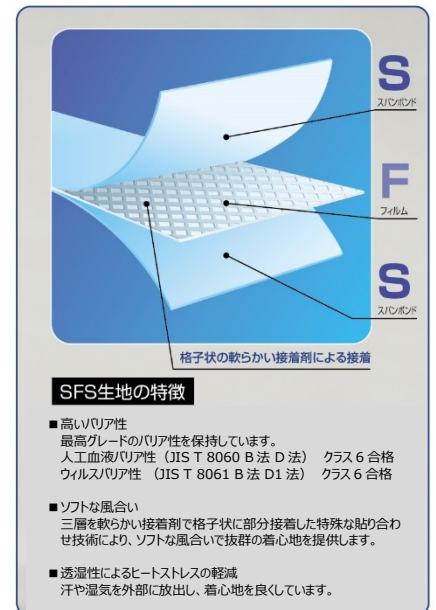 S
スパンボンド
F
フィルム
S
スパンボンド
格子状の軟らかい接着剤による接着
SFS生地の特徴
■高いバリア性
最高グレードのバリア性を保持しています。
人工血液バリア性（JIS T 8060 B 法 D 法） クラス 6 合格
ウィルスバリア性 （JIS T 8061 B 法 D1 法） クラス 6 合格
■ソフトな風合い
三層を軟らかい接着剤で格子状に部分接着した特殊な貼り合わ
せ技術により、ソフトな風合いで抜群の着心地を提供します。
■透湿性によるヒートストレスの軽減
汗や湿気を外部に放出し、着心地を良くしています。